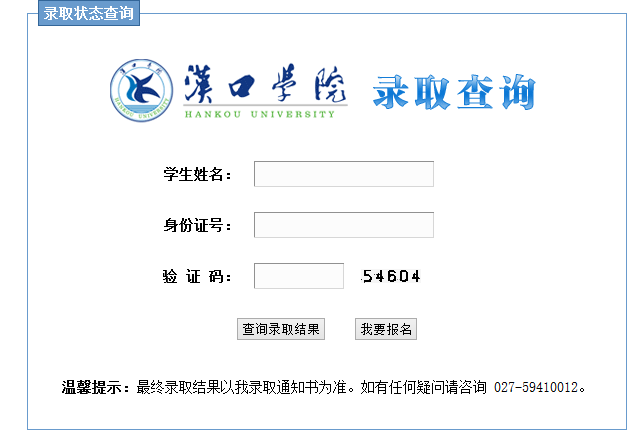 录取状态查询
漢口学院 录取查询
HANKOU UNIVERSITY
学生姓名：
身份证号：
验 证 码： 54604
查询录取结果 我要报名
温馨提示：最终录取结果以我录取通知书为准。如有任何疑问请咨询 027-59410012。